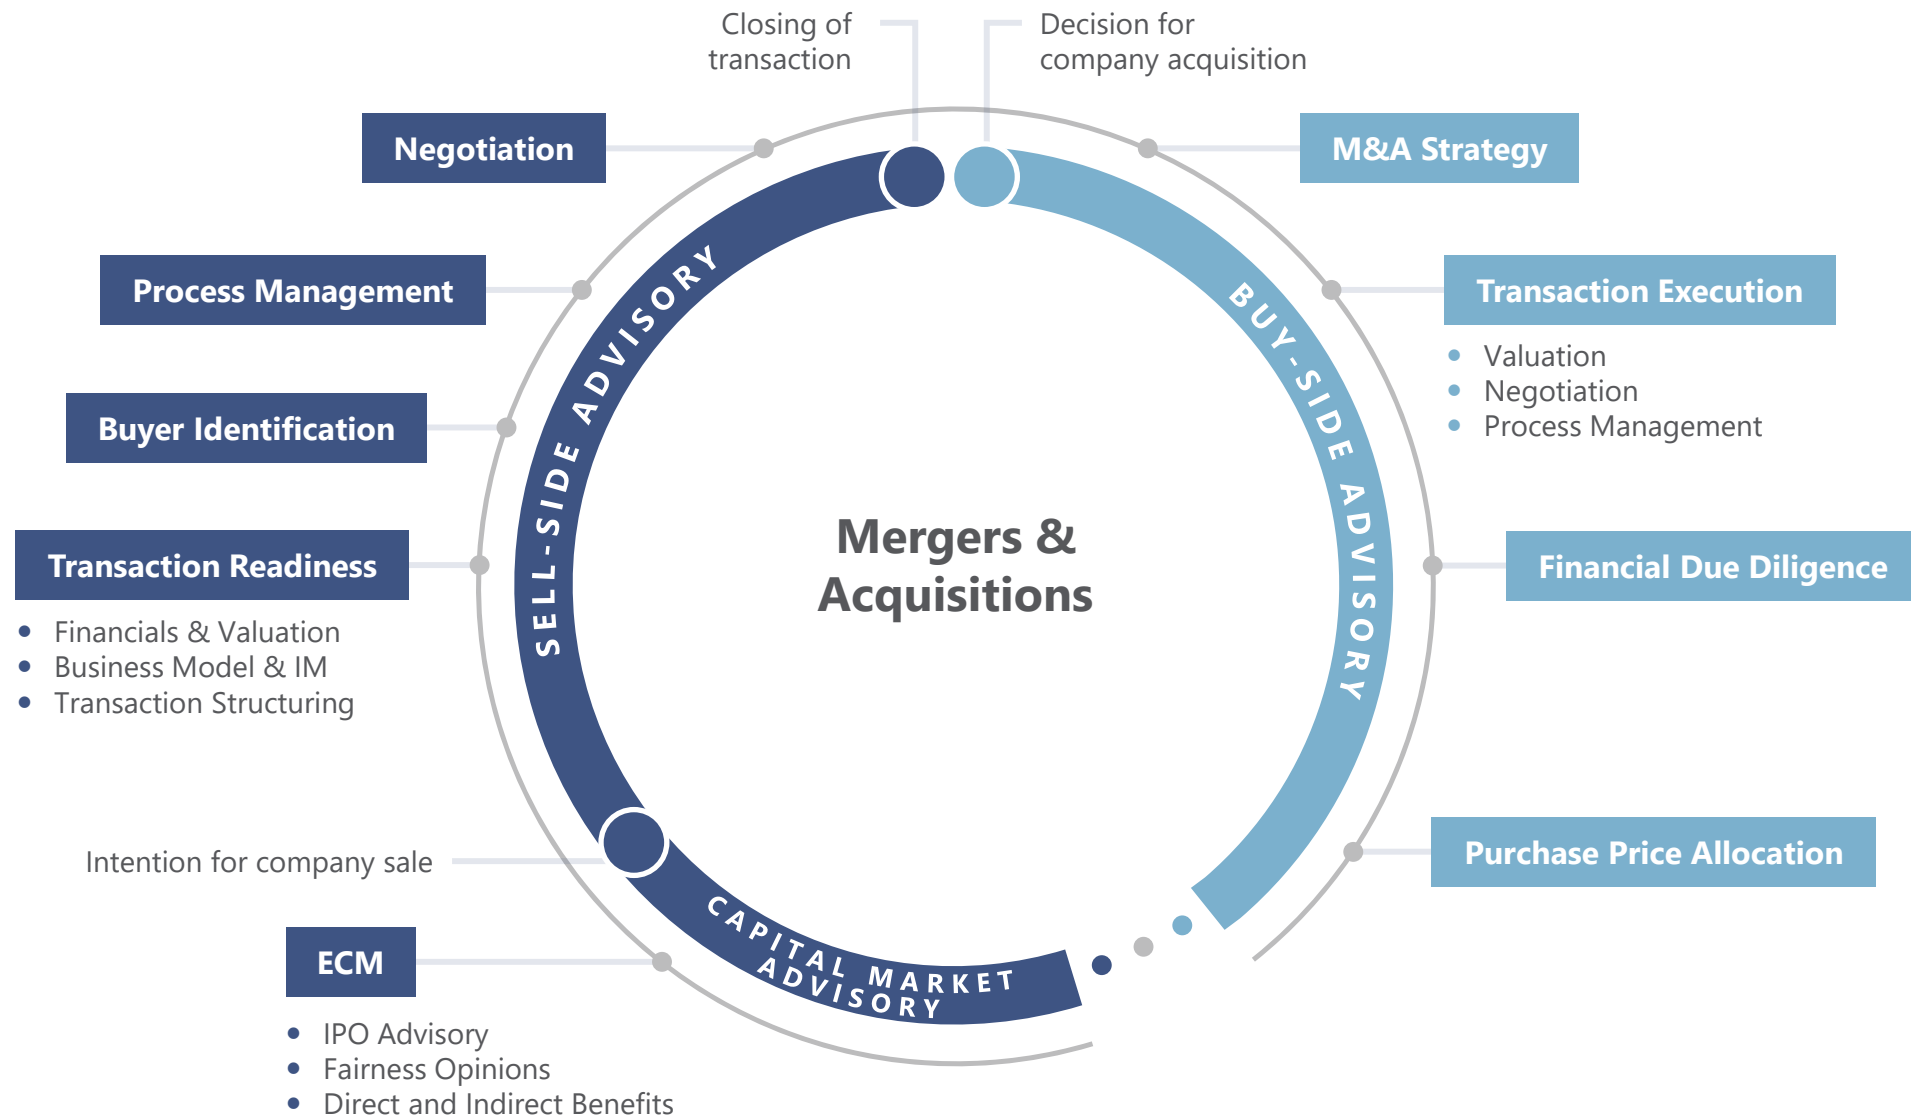 Closing of
transaction
Decision for
company acquisition
Negotiation
M&A Strategy
Process Management
Transaction Execution
Valuation
Negotiation
Process Management
Buyer Identification
SELL-SIDE ADVISORY
BUY-SIDE ADVISORY
Mergers &
Acquisitions
Transaction Readiness
Financials & Valuation
Business Model & IM
Transaction Structuring
Financial Due Diligence
Purchase Price Allocation
Intention for company sale
CAPITAL MARKET
ADVISORY
ECM
IPO Advisory
Fairness Opinions
Direct and Indirect Benefits